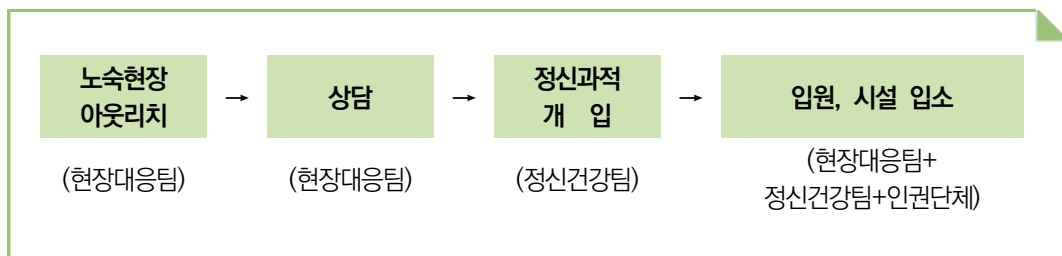 노숙현장
아웃리치
→
상담
→
정신과적
개 입
→
입원, 시설 입소
(현장대응팀)
(현장대응팀)
(정신건강팀)
(현장대응팀+
정신건강팀+인권단체)